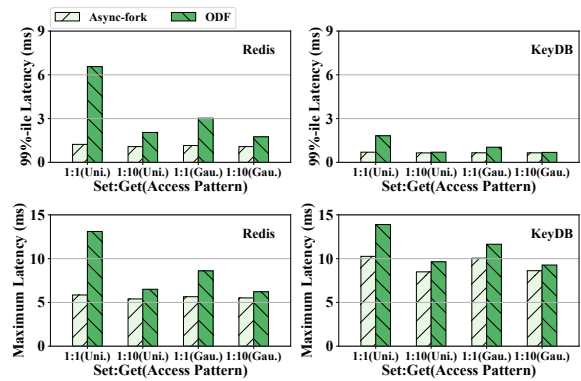 Async-fork ODF
99%-ile Latency (ms)
9
6
3
0
Redis
1:1(Uni.) 1:10(Uni.) 1:1(Gau.) 1:10(Gau.)
Set:Get(Access Pattern)
99%-ile Latency (ms)
9
6
3
0
KeyDB
1:1(Uni.) 1:10(Uni.) 1:1(Gau.) 1:10(Gau.)
Set:Get(Access Pattern)
Maximum Latency (ms)
15
10
5
0
Redis
1:1(Uni.) 1:10(Uni.) 1:1(Gau.) 1:10(Gau.)
Set:Get(Access Pattern)
Maximum Latency (ms)
15
10
5
0
KeyDB
1:1(Uni.) 1:10(Uni.) 1:1(Gau.) 1:10(Gau.)
Set:Get(Access Pattern)